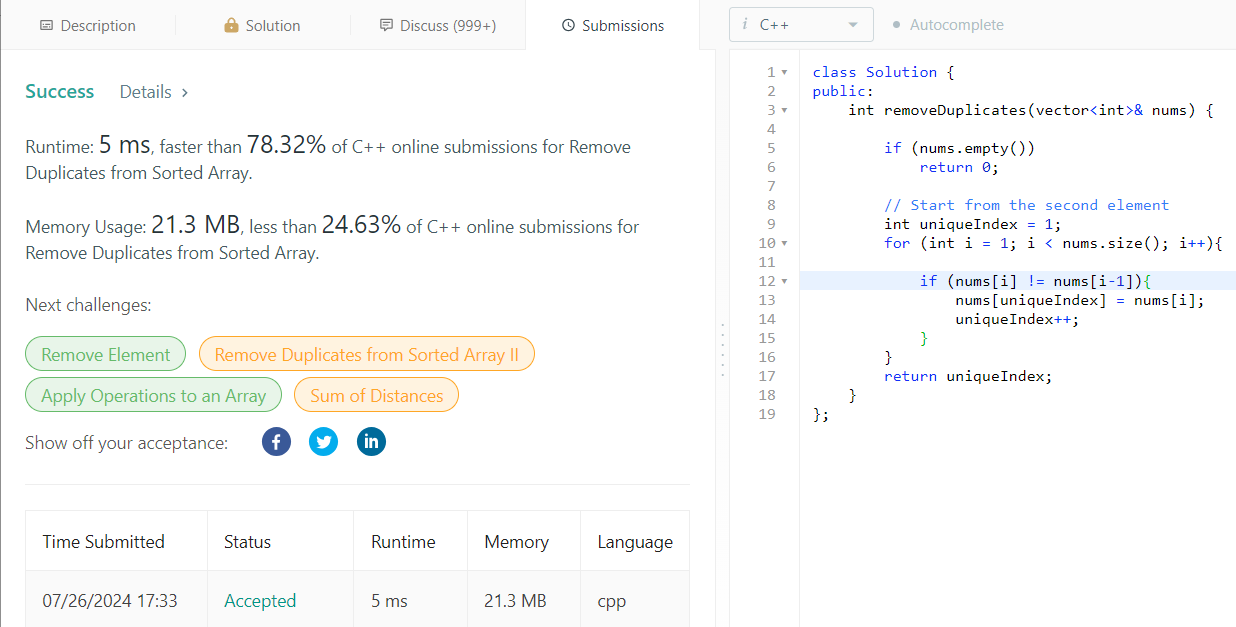 Description
Solution
Discuss (999+)
Submissions
Success
Details >
Runtime: 5 ms, faster than 78.32% of C++ online submissions for Remove
Duplicates from Sorted Array.
Memory Usage: 21.3 MB, less than 24.63% of C++ online submissions for
Remove Duplicates from Sorted Array.
Next challenges:
Remove Element
Remove Duplicates from Sorted Array II
Apply Operations to an Array
Sum of Distances
Show off your acceptance:
f
in
Time Submitted Status Runtime Memory Language
07/26/2024 17:33 Accepted 5 ms 21.3 MB cpp
i C++
Autocomplete
1 class Solution {
2 public:
3     int removeDuplicates(vector<int>& nums) {
4
5         if (nums.empty())
6             return 0;
7
8         // Start from the second element
9         int uniqueIndex = 1;
10         for (int i = 1; i < nums.size(); i++){
11
12             if (nums[i] != nums[i-1]){
13                 nums[uniqueIndex] = nums[i];
14                 uniqueIndex++;
15             }
16         }
17         return uniqueIndex;
18     }
19 };